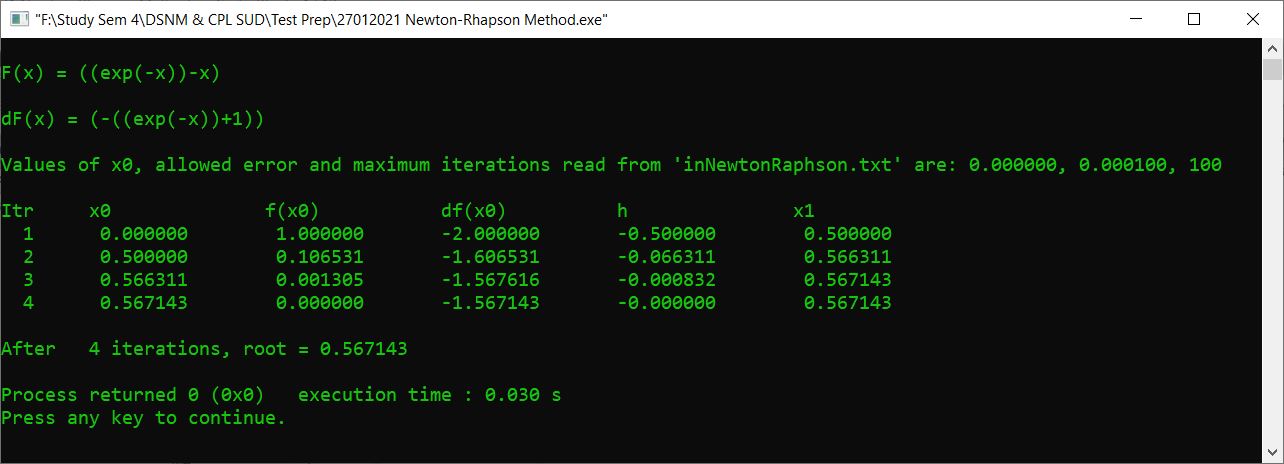 "F:\Study Sem 4\DSNM & CPL SUD\Test Prep\27012021 Newton-Rhapson Method.exe"
F(x) = ((exp(-x))-x)
dF(x) = (-((exp(-x))+1))
Values of x0, allowed error and maximum iterations read from 'inNewtonRaphson.txt' are: 0.000000, 0.000100, 100
Itr     x0              f(x0)           df(x0)          h               x1
  1      0.000000        1.000000       -2.000000       -0.500000        0.500000
  2      0.500000        0.106531       -1.606531       -0.066311        0.566311
  3      0.566311        0.001305       -1.567616       -0.000832        0.567143
  4      0.567143        0.000000       -1.567143       -0.000000        0.567143
After   4 iterations, root = 0.567143
Process returned 0 (0x0)   execution time : 0.030 s
Press any key to continue.